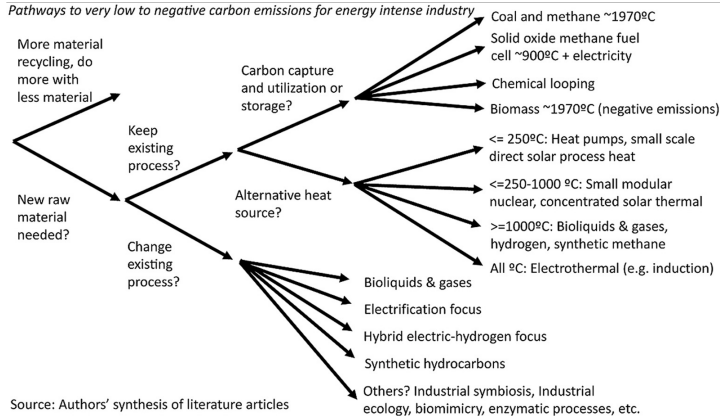 Pathways to very low to negative carbon emissions for energy intense industry
More material
recycling, do
more with
less material
New raw
material
needed?
Keep
existing
process?
Change
existing
process?
Carbon capture
and utilization or
storage?
Alternative heat
source?
Coal and methane ~1970ºC
Solid oxide methane fuel
cell ~900ºC + electricity
Chemical looping
Biomass ~1970ºC (negative emissions)
<= 250ºC: Heat pumps, small scale
direct solar process heat
<=250-1000 ºC: Small modular
nuclear, concentrated solar thermal
>=1000ºC: Bioliquids & gases,
hydrogen, synthetic methane
All ºC: Electrothermal (e.g. induction)
Bioliquids & gases
Electrification focus
Hybrid electric-hydrogen focus
Synthetic hydrocarbons
Others? Industrial symbiosis, Industrial
ecology, biomimicry, enzymatic processes, etc.
Source: Authors’ synthesis of literature articles